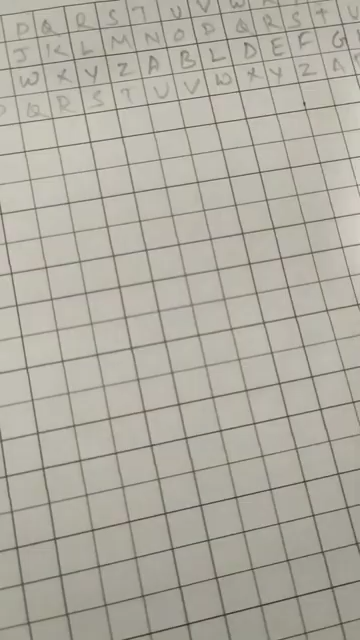 P Q R S T U V W
J K L M N O P Q R S T U
W X Y Z A B L D E F G
Q R S T U V W X Y Z A